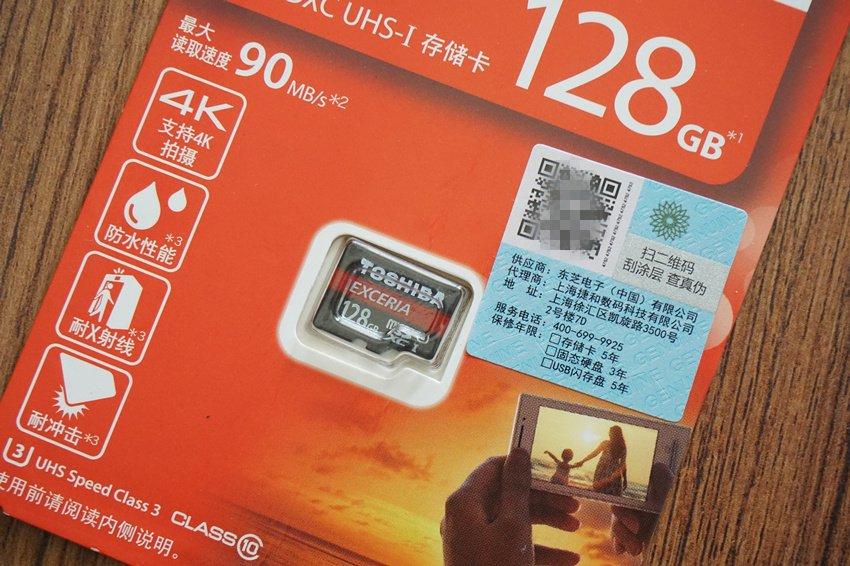 XC UHS-I 存储卡
128GB*1
最大
读取速度 90MB/s*2
4K
支持4K
拍摄
防水性能*3
耐X射线*3
耐冲击*3
TOSHIBA
EXCERIA
128GB
扫二维码
刮涂层 查真伪
供应商：东芝电子（中国）有限公司
代理商：上海捷和数码科技有限公司
地 址：上海徐汇区凯旋路3500号
2号楼7D
服务电话：400-699-9925
保修年限：□存储卡 5年
□固态硬盘 3年
□USB闪存盘 5年
3 UHS Speed Class 3 CLASS10
使用前请阅读内侧说明。